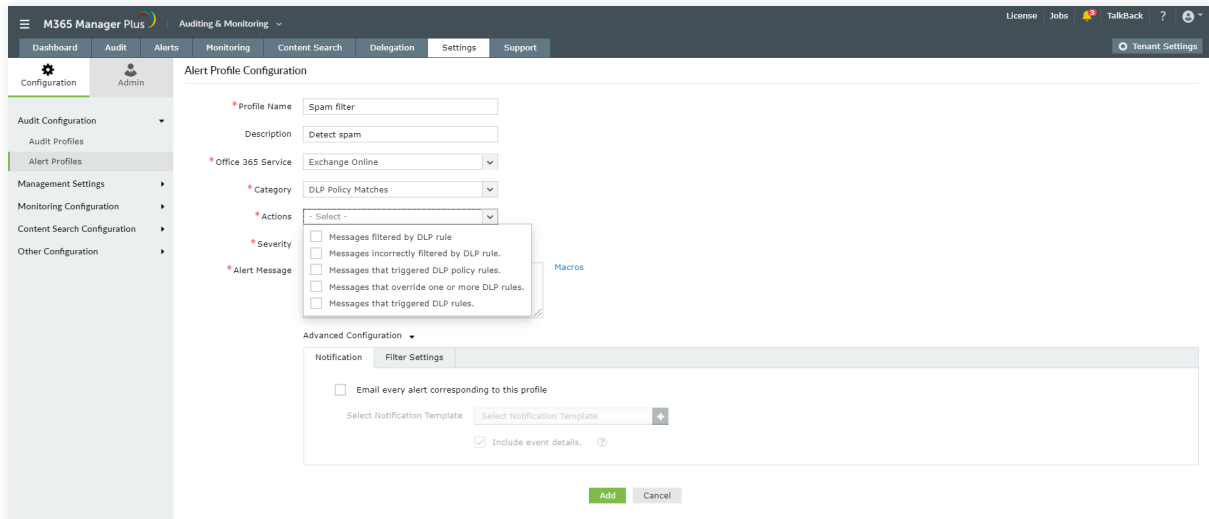 M365 Manager Plus Auditing & Monitoring License Jobs 3 TalkBack ?
Dashboard Audit Alerts Monitoring Content Search Delegation Settings Support Tenant Settings
Configuration Admin
Alert Profile Configuration
* Profile Name Spam filter
Audit Configuration
Description Detect spam
Audit Profiles
Alert Profiles
* Office 365 Service Exchange Online
Management Settings
* Category DLP Policy Matches
Monitoring Configuration
* Actions - Select -
Content Search Configuration
Messages filtered by DLP rule
* Severity
Other Configuration
Messages incorrectly filtered by DLP rule.
* Alert Message
Messages that triggered DLP policy rules.
Macros
Messages that override one or more DLP rules.
Messages that triggered DLP rules.
Advanced Configuration
Notification Filter Settings
Email every alert corresponding to this profile
Select Notification Template Select Notification Template +
Include event details. ?
Add Cancel